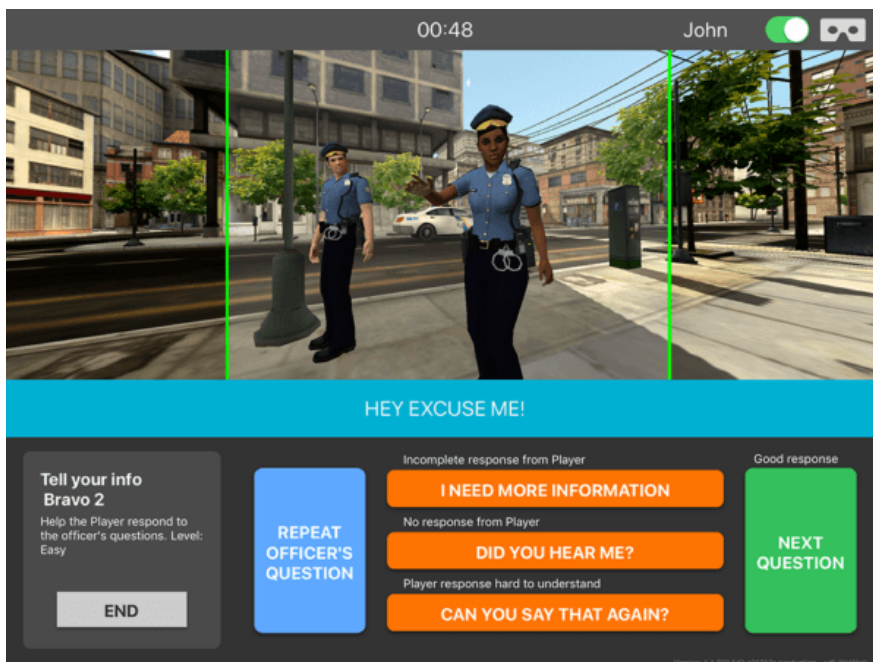 00:48
John
HEY EXCUSE ME!
Tell your info
Bravo 2
Help the Player respond to
the officer's questions. Level:
Easy
END
REPEAT
OFFICER'S
QUESTION
Incomplete response from Player
I NEED MORE INFORMATION
No response from Player
DID YOU HEAR ME?
Player response hard to understand
CAN YOU SAY THAT AGAIN?
Good response
NEXT
QUESTION